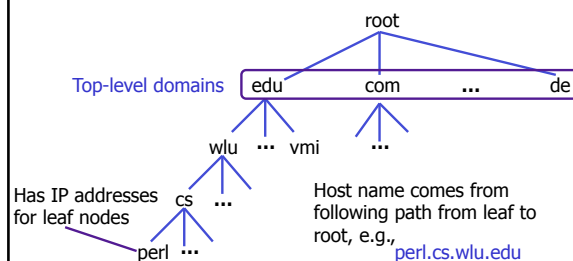 root
Top-level domains edu com ... de
wlu ... vmi ...
Has IP addresses
for leaf nodes
cs ...
perl ...
Host name comes from
following path from leaf to
root, e.g.,
perl.cs.wlu.edu